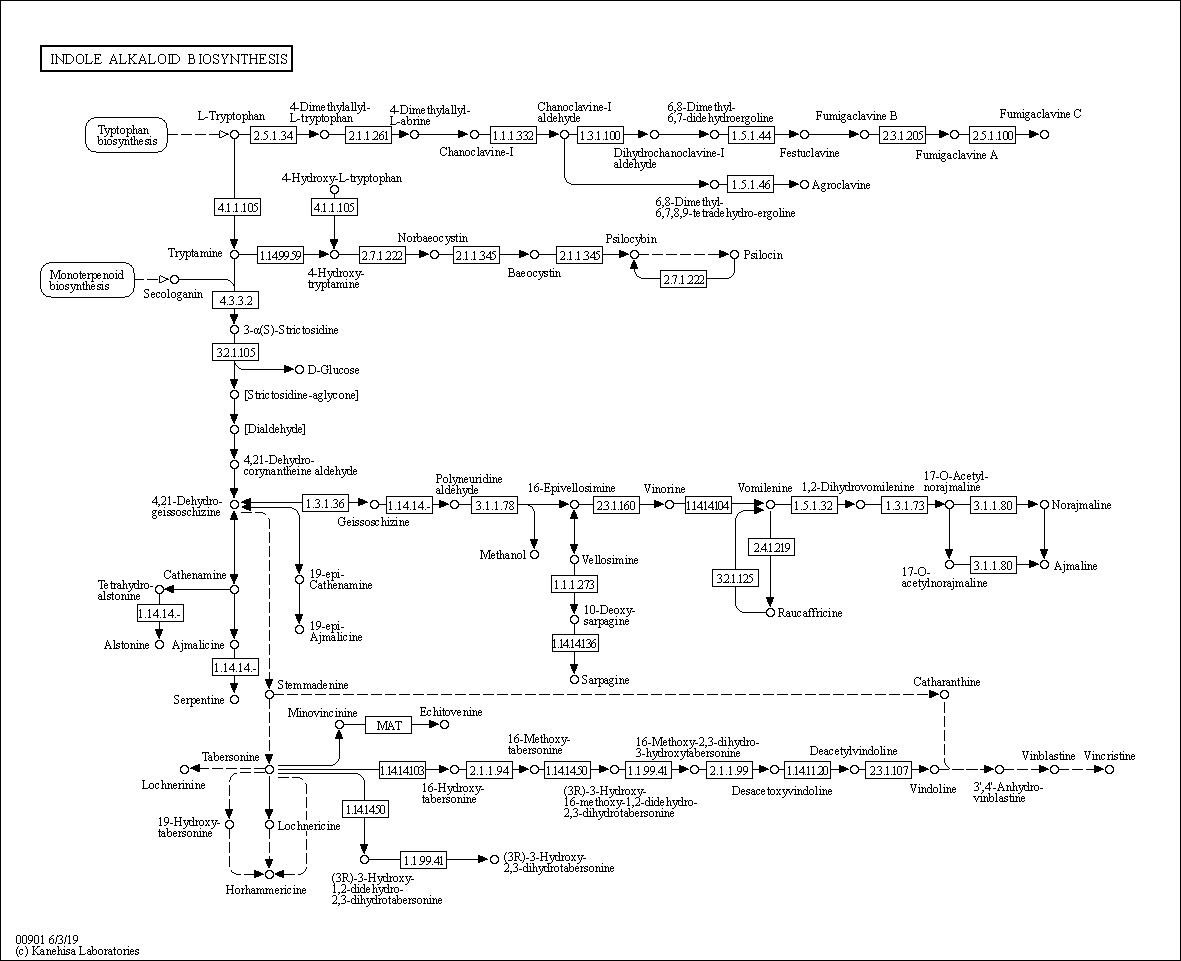 INDOLE ALKALOID BIOSYNTHESIS
Typtophan
biosynthesis
L-Tryptophan
2.5.1.34
4-Dimethylallyl-
L-tryptophan
2.1.1.261
4-Dimethylallyl-
L-abrine
Chanoclavine-I
1.1.1.332
Chanoclavine-I
aldehyde
1.3.1.100
Dihydrochanoclavine-I
aldehyde
6,8-Dimethyl-
6,7-didehydroergoline
1.5.1.44
Festuclavine
Fumigaclavine B
2.3.1.205
Fumigaclavine A
2.5.1.100
Fumigaclavine C
6,8-Dimethyl-
6,7,8,9-tetradehydro-ergoline
1.5.1.46
Agroclavine
4-Hydroxy-L-tryptophan
4.1.1.105
4.1.1.105
Tryptamine
1.14.99.59
4-Hydroxy-
tryptamine
2.7.1.222
Norbaeocystin
2.1.1.345
Baeocystin
2.1.1.345
Psilocybin
Psilocin
2.7.1.222
Monoterpenoid
biosynthesis
Secologanin
4.3.3.2
3-α(S)-Strictosidine
3.2.1.105
D-Glucose
[Strictosidine-aglycone]
[Dialdehyde]
4,21-Dehydro-
corynantheine aldehyde
4,21-Dehydro-
geissoschizine
1.3.1.36
Geissoschizine
1.14.14.-
Polyneuridine
aldehyde
3.1.1.78
Methanol
16-Epivellosimine
2.3.1.160
Vinorine
1.14.14.104
Vomilenine
1.5.1.32
1,2-Dihydrovomilenine
1.3.1.73
17-O-Acetyl-
norajmaline
3.1.1.80
Norajmaline
17-O-
acetylnorajmaline
3.1.1.80
Ajmaline
2.4.1.219
3.2.1.125
Raucaffricine
Vellosimine
1.1.1.273
10-Deoxy-
sarpagine
1.14.14.136
Sarpagine
Cathenamine
Tetrahydro-
alstonine
1.14.14.-
Alstonine
Ajmalicine
1.14.14.-
Serpentine
19-epi-
Cathenamine
19-epi-
Ajmalicine
Stemmadenine
Catharanthine
Minovincinine
MAT
Echitovenine
Tabersonine
Lochnerinine
1.14.14.103
16-Hydroxy-
tabersonine
2.1.1.94
16-Methoxy-
tabersonine
1.14.14.50
(3R)-3-Hydroxy-
16-methoxy-1,2-didehydro-
2,3-dihydrotabersonine
1.1.99.41
16-Methoxy-2,3-dihydro-
3-hydroxytabersonine
2.1.1.99
Desacetoxyvindoline
1.14.11.20
Deacetylvindoline
2.3.1.107
Vindoline
3',4'-Anhydro-
vinblastine
Vinblastine
Vincristine
1.14.14.50
19-Hydroxy-
tabersonine
Lochnericine
Horhammericine
(3R)-3-Hydroxy-
1,2-didehydro-
2,3-dihydrotabersonine
1.1.99.41
(3R)-3-Hydroxy-
2,3-dihydrotabersonine
00901 6/3/19
(c) Kanehisa Laboratories